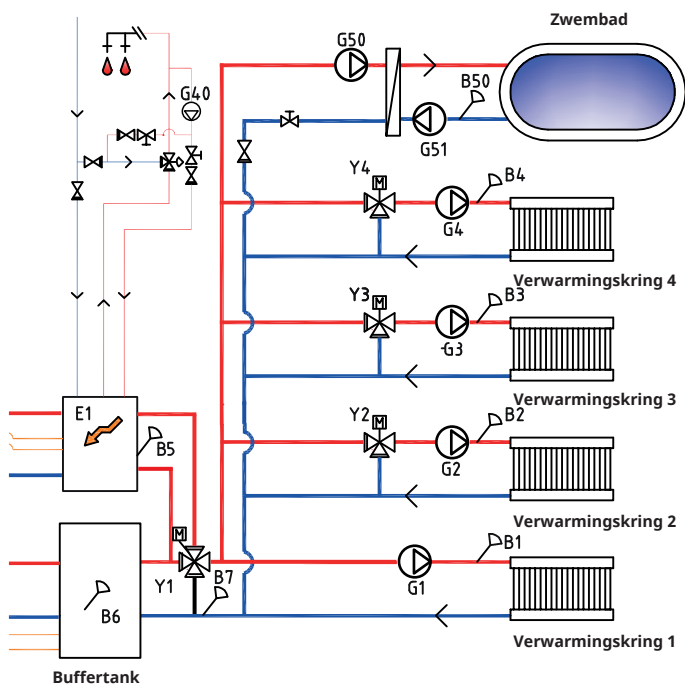 Zwembad
G50
B50
G40
G51
Y4
M
B4
G4
Verwarmingskring 4
Y3
M
B3
-G3
Verwarmingskring 3
Y2
M
B2
G2
Verwarmingskring 2
E1
B5
M
Y1
B7
B1
G1
B6
Verwarmingskring 1
Buffertank